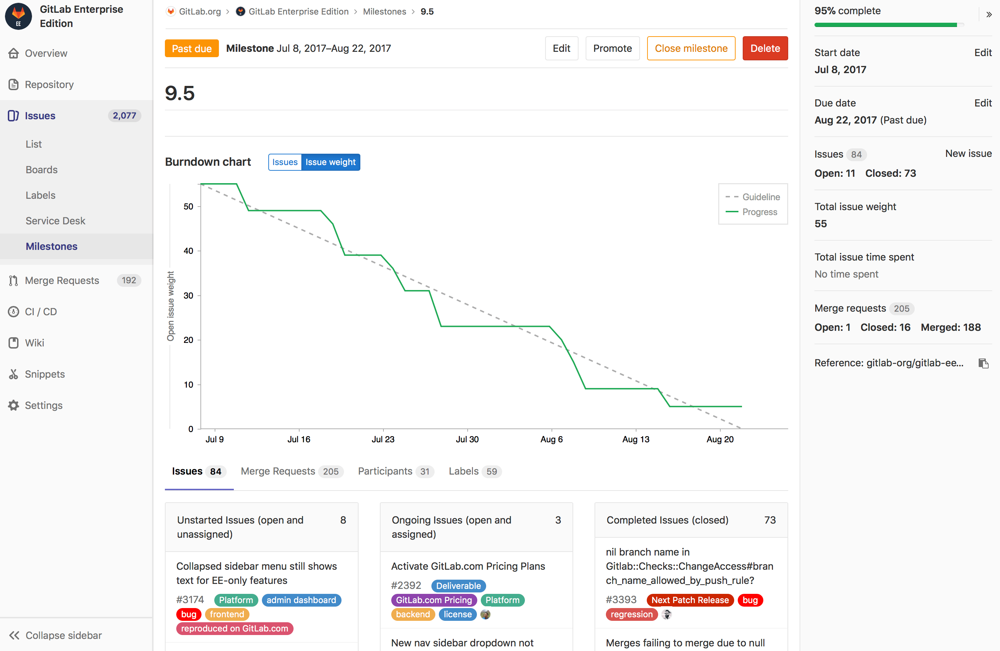 GitLab Enterprise
Edition
EE
Overview
Repository
Issues 2,077
List
Boards
Labels
Service Desk
Milestones
Merge Requests 192
CI / CD
Wiki
Snippets
Settings
Collapse sidebar
GitLab.org > GitLab Enterprise Edition > Milestones > 9.5
Past due Milestone Jul 8, 2017–Aug 22, 2017 Edit Promote Close milestone Delete
9.5
Burndown chart Issues Issue weight
Guideline
Progress
Open issue weight
50
40
30
20
10
0
Jul 9 Jul 16 Jul 23 Jul 30 Aug 6 Aug 13 Aug 20
Issues 84 Merge Requests 205 Participants 31 Labels 59
Unstarted Issues (open and 8
unassigned)
Collapsed sidebar menu still shows
text for EE-only features
#3174 Platform admin dashboard
bug frontend
reproduced on GitLab.com
Ongoing Issues (open and 3
assigned)
Activate GitLab.com Pricing Plans
#2392 Deliverable
GitLab.com Pricing Platform
backend license
New nav sidebar dropdown not
Completed Issues (closed) 73
nil branch name in
Gitlab::Checks::ChangeAccess#bran
ch_name_allowed_by_push_rule?
#3393 Next Patch Release bug
regression
Merges failing to merge due to null
95% complete
Start date Edit
Jul 8, 2017
Due date Edit
Aug 22, 2017 (Past due)
Issues 84 New issue
Open: 11 Closed: 73
Total issue weight
55
Total issue time spent
No time spent
Merge requests 205
Open: 1 Closed: 16 Merged: 188
Reference: gitlab-org/gitlab-ee...